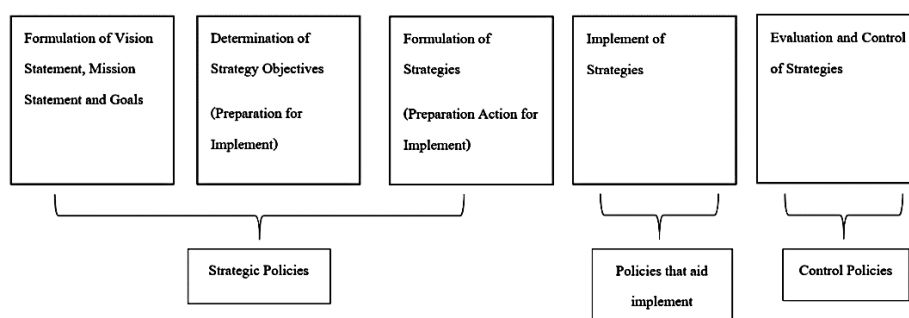 Formulation of Vision
Statement, Mission
Statement and Goals
Determination of
Strategy Objectives
(Preparation for
Implement)
Formulation of
Strategies
(Preparation Action for
Implement)
Implement of
Strategies
Evaluation and Control
of Strategies
Strategic Policies
Policies that aid
implement
Control Policies